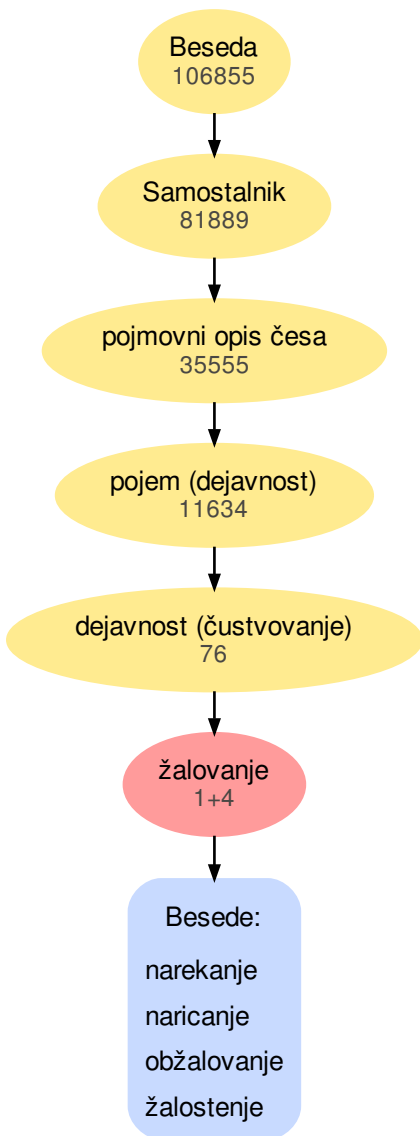 Beseda
106855
Samostalnik
81889
pojmovni opis česa
35555
pojem (dejavnost)
11634
dejavnost (čustvovanje)
76
žalovanje
1+4
Besede:
narekanje
naricanje
obžalovanje
žalostenje